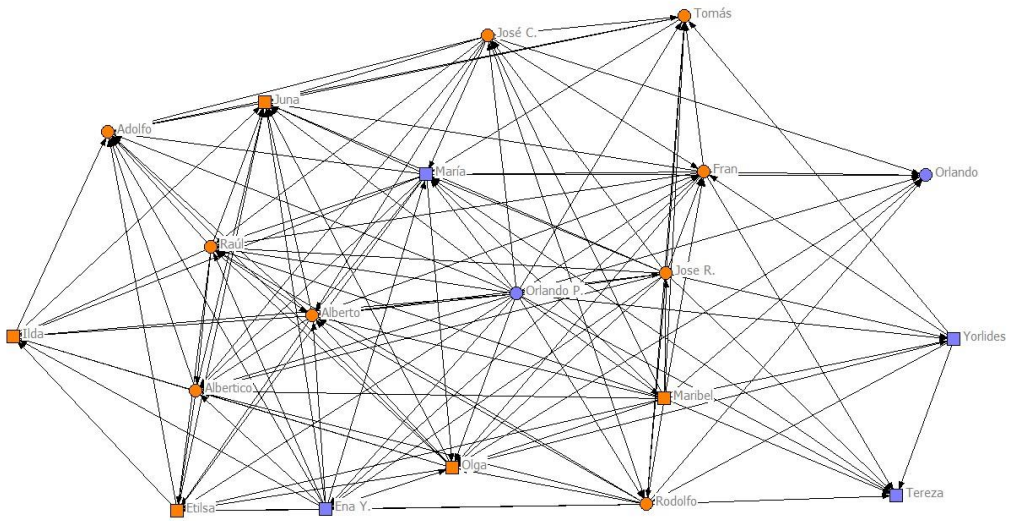 Tomás
José C.
Juna
Adolfo
María
Fran
Orlando
Raúl
Jose R.
Orlando P.
Alberto
Ilda
Yorlides
Albertico
Maribel
Olga
Tereza
Rodolfo
Etilsa
Ena Y.